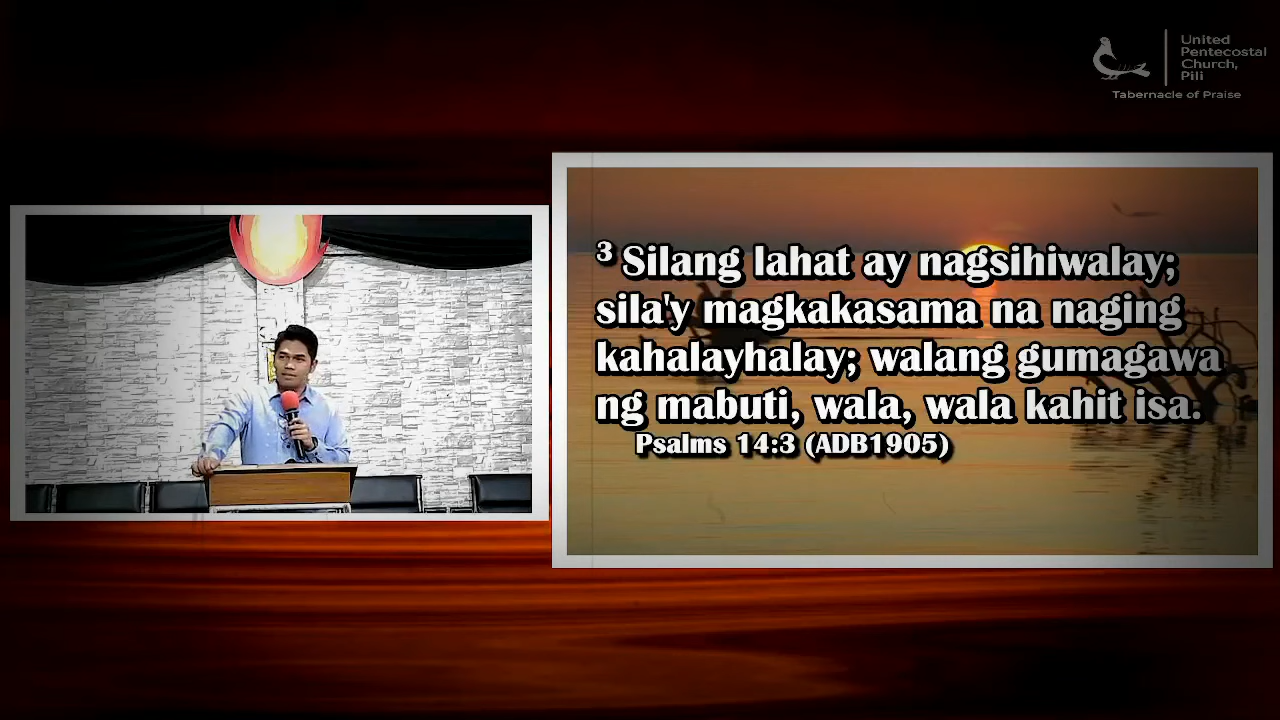 United
Pentecostal
Church,
Pili
Tabernacle of Praise
3 Silang lahat ay nagsihiwalay;
sila'y magkakasama na naging
kahalayhalay; walang gumagawa
ng mabuti, wala, wala kahit isa.
Psalms 14:3 (ADB1905)